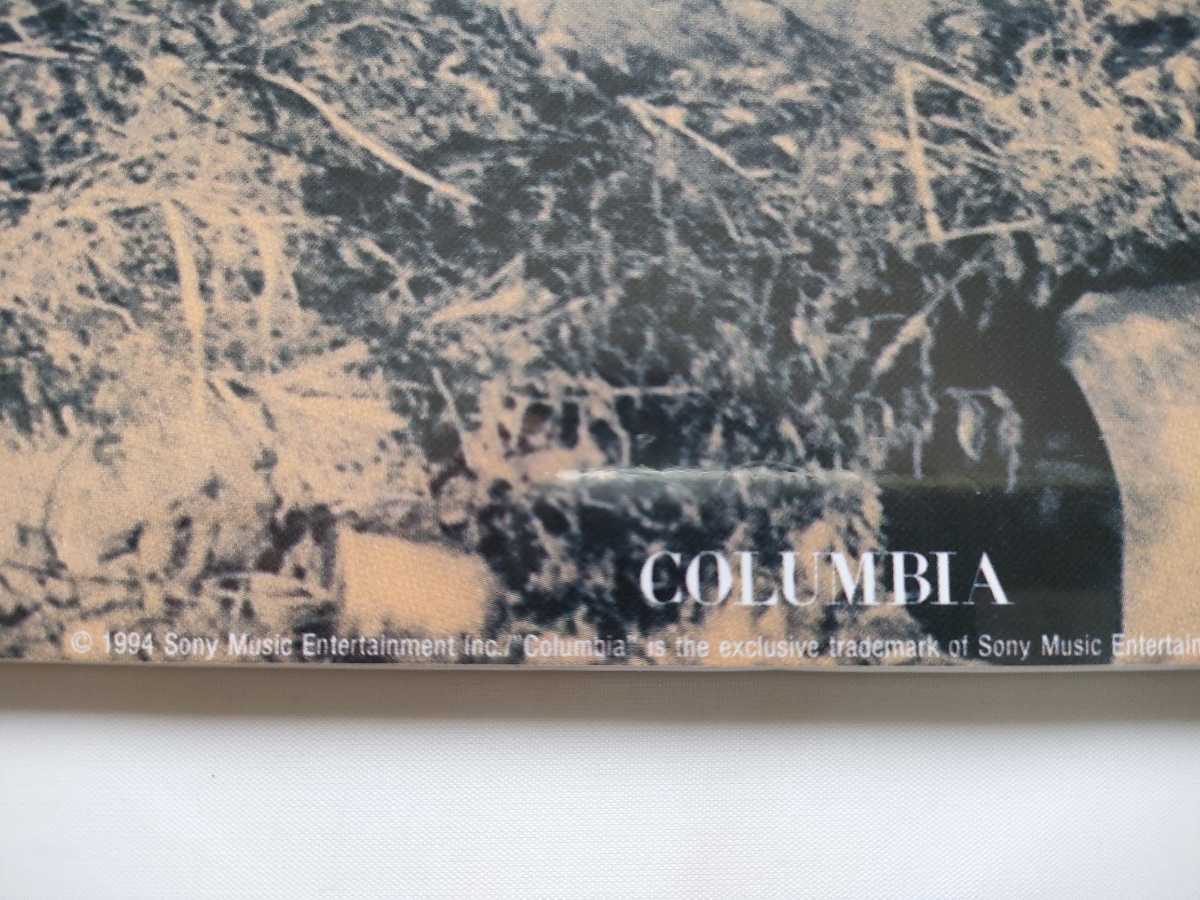 COLUMBIA
© 1994 Sony Music Entertainment Inc./"Columbia" is the exclusive trademark of Sony Music Entertain